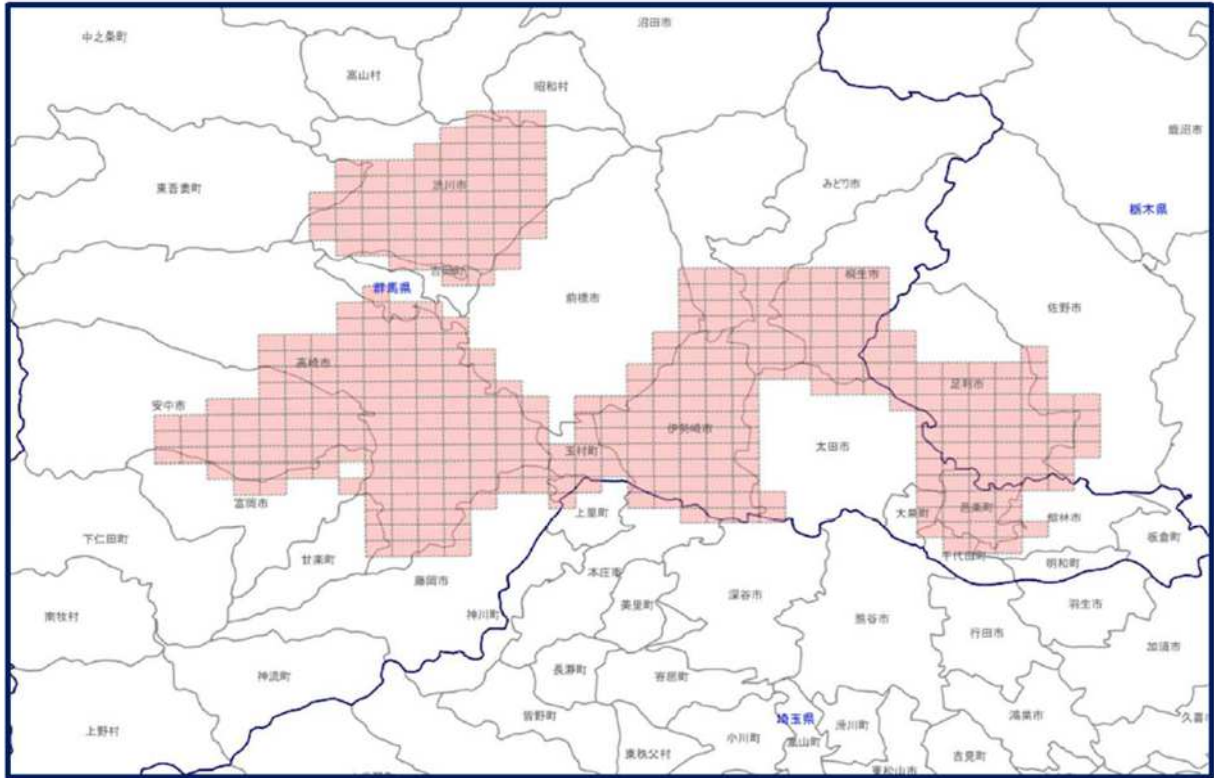 沼田市
中之条町
高山村
昭和村
鹿沼市
渋川市
みどり市
東吾妻町
栃木県
吉岡町
桐生市
群馬県
前橋市
佐野市
高崎市
足利市
安中市
伊勢崎市
太田市
玉村町
富岡市
上里町
大泉町
邑楽町
館林市
板倉町
下仁田町
甘楽町
千代田町
明和町
藤岡市
本庄市
深谷市
美里町
羽生市
南牧村
神川町
熊谷市
行田市
加須市
神流町
長瀞町
寄居町
上野村
皆野町
埼玉県
滑川町
鴻巣市
久喜
小川町
嵐山町
東秩父村
吉見町
東松山市